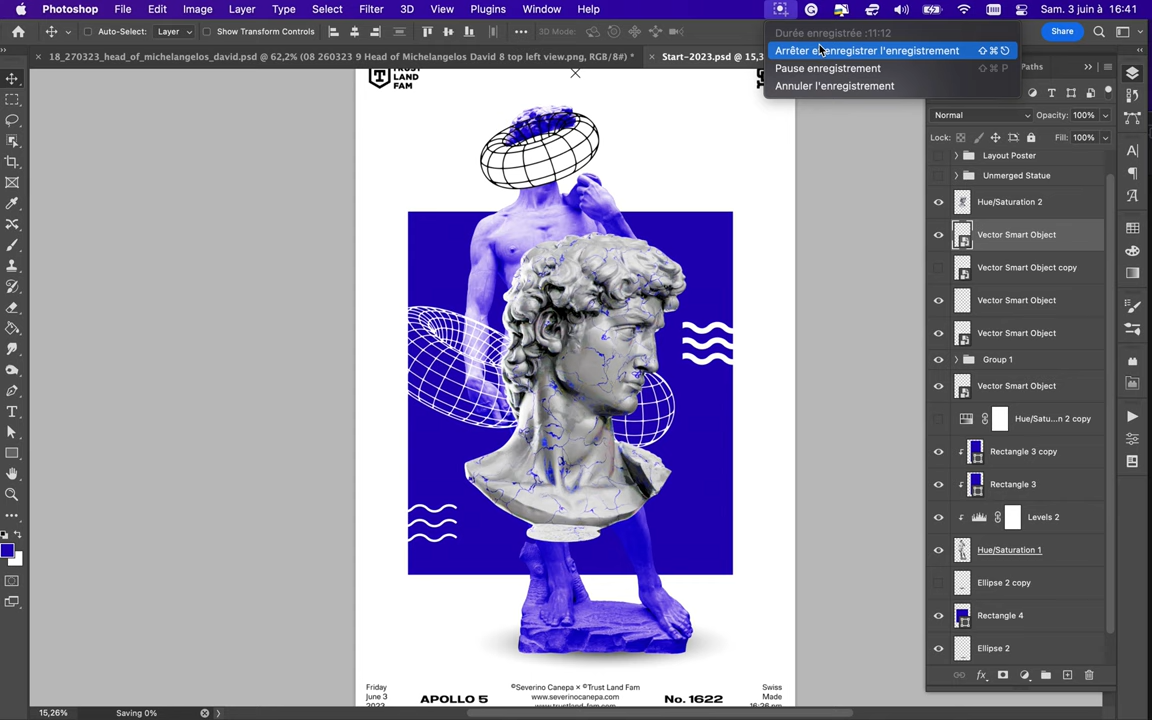 Photoshop File Edit Image Layer Type Select Filter 3D View Plugins Window Help Sam. 3 juin à 16:41
Auto-Select: Layer Show Transform Controls 3D Mode: Share
18_270323_head_of_michelangelos_david.psd @ 62,2% (08 260323 9 Head of Michelangelos David 8 top left view.png, RGB/8#) *
Start-2023.psd @ 15,3
Durée enregistrée :11:12
Arrêter et enregistrer l'enregistrement
Pause enregistrement
P
Annuler l'enregistrement
Paths
Normal Opacity: 100%
Lock: Fill: 100%
Layout Poster
Unmerged Statue
Hue/Saturation 2
Vector Smart Object
Vector Smart Object copy
Vector Smart Object
Vector Smart Object
Group 1
Vector Smart Object
Hue/Satu...n 2 copy
Rectangle 3 copy
Rectangle 3
Levels 2
Hue/Saturation 1
Ellipse 2 copy
Rectangle 4
Ellipse 2
LAND
FAM
Friday
June 3
APOLLO 5
©Severino Canepa × ©Trust Land Fam
www.severinocanepa.com
No. 1622
Swiss
Made
15,26% Saving 0%